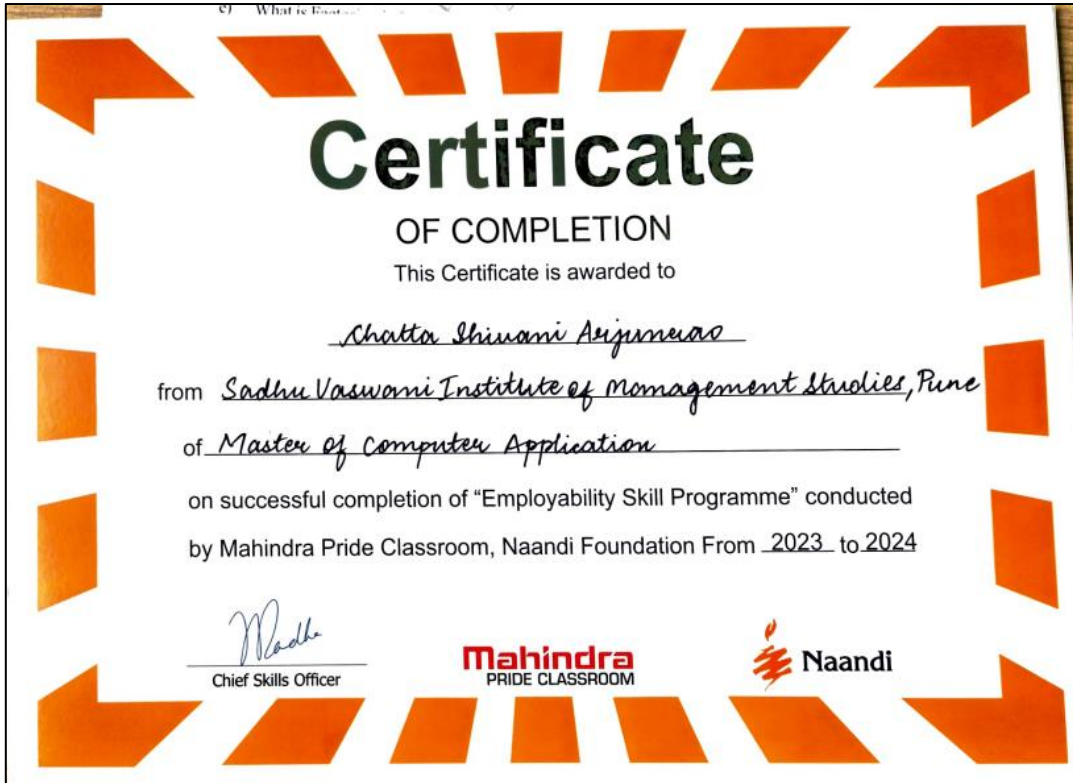 c) What is
Certificate
OF COMPLETION
This Certificate is awarded to
Chatta Shivani Arjunrao
from Sadhu Vaswani Institute of Management Studies, Pune
of Master of Computer Application
on successful completion of “Employability Skill Programme” conducted
by Mahindra Pride Classroom, Naandi Foundation From 2023 to 2024
Chief Skills Officer
Mahindra
PRIDE CLASSROOM
Naandi